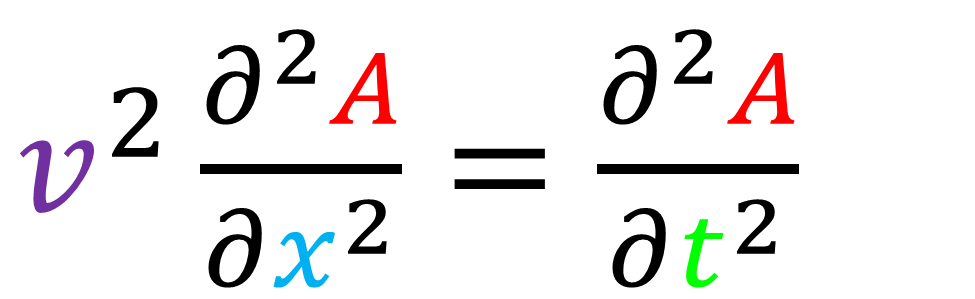 v² ∂²A/∂x² = ∂²A/∂t²